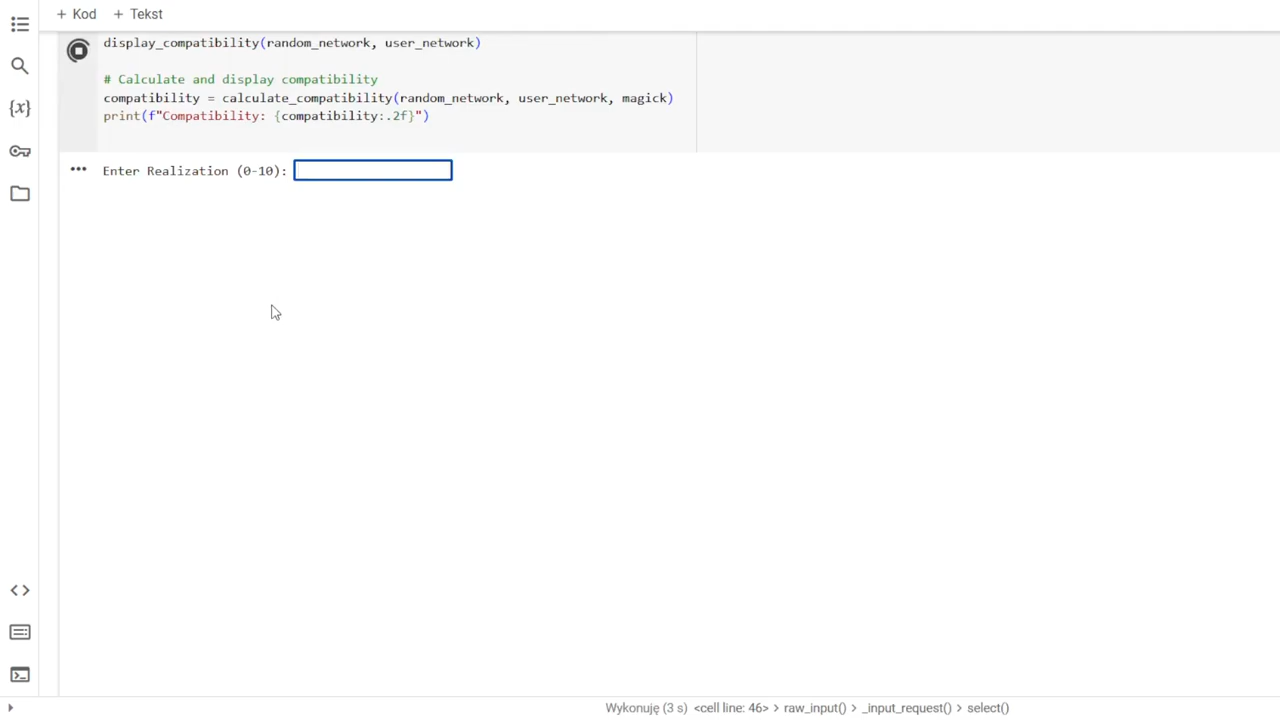 + Kod + Tekst
display_compatibility(random_network, user_network)
# Calculate and display compatibility
compatibility = calculate_compatibility(random_network, user_network, magick)
print(f"Compatibility: {compatibility:.2f}")
{x}
Enter Realization (0-10):
Wykonuję (3 s) <cell line: 46> > raw_input() > _input_request() > select()